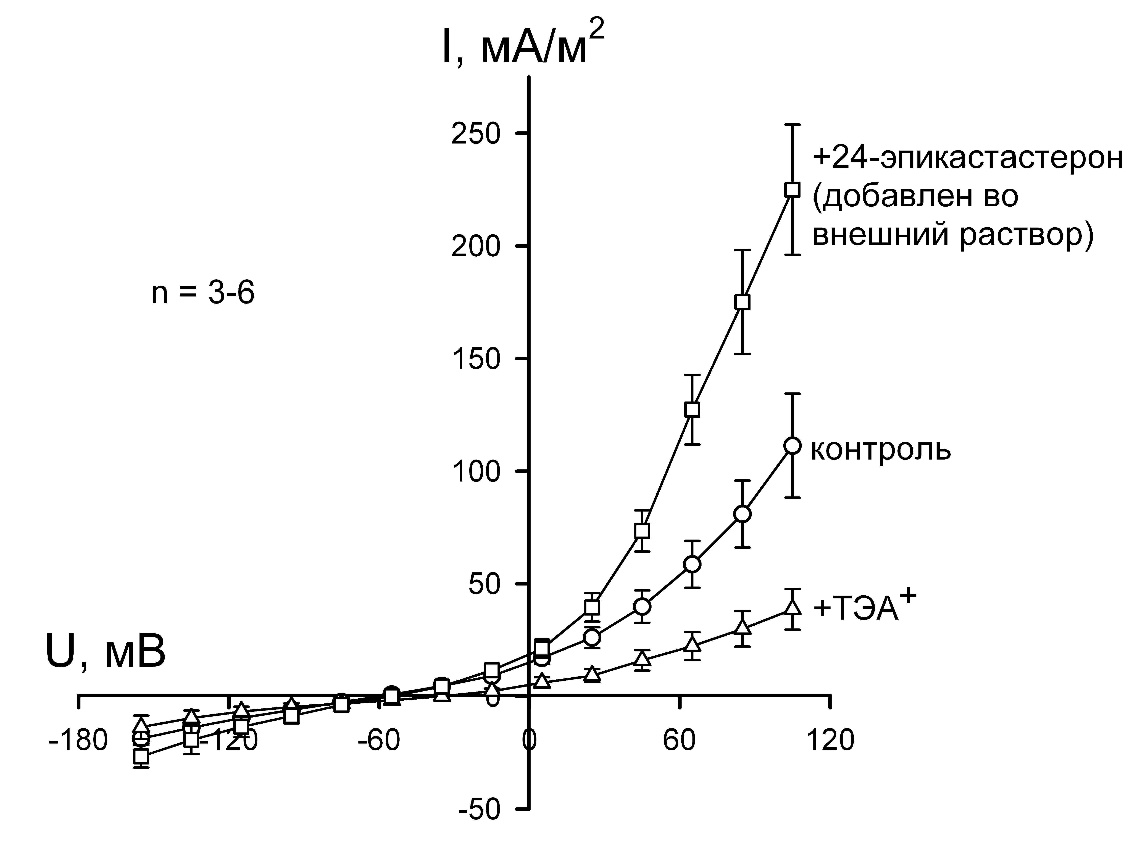 I, мА/м²
250
+24-эпикастастерон
(добавлен во
внешний раствор)
200
n = 3-6
150
100
контроль
50
+ТЭА⁺
U, мВ
0
-180 -120 -60 0 60 120
-50